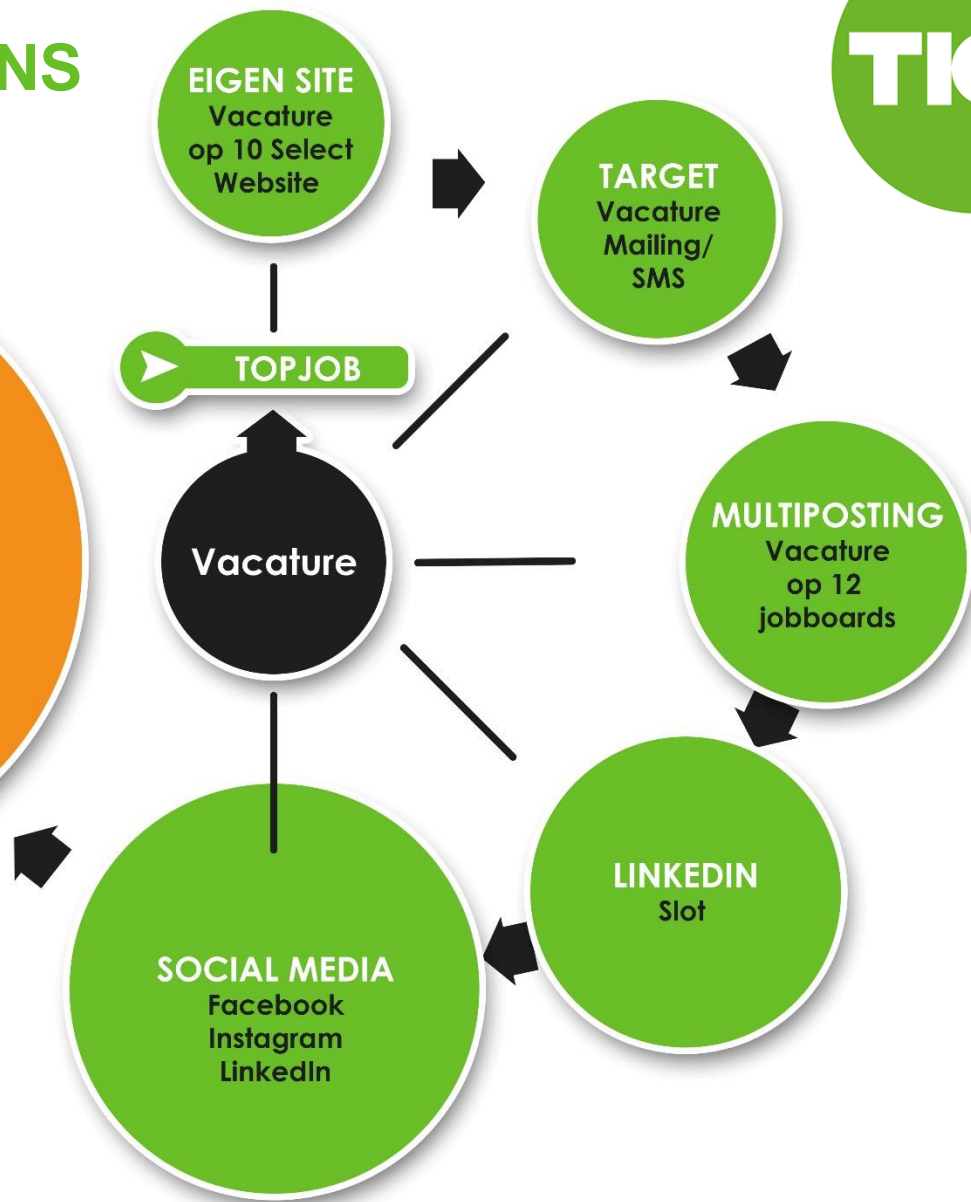 NS
TIG
EIGEN SITE
Vacature
op 10 Select
Website
TARGET
Vacature
Mailing/
SMS
TOPJOB
Vacature
MULTIPOSTING
Vacature
op 12
jobboards
LINKEDIN
Slot
SOCIAL MEDIA
Facebook
Instagram
LinkedIn